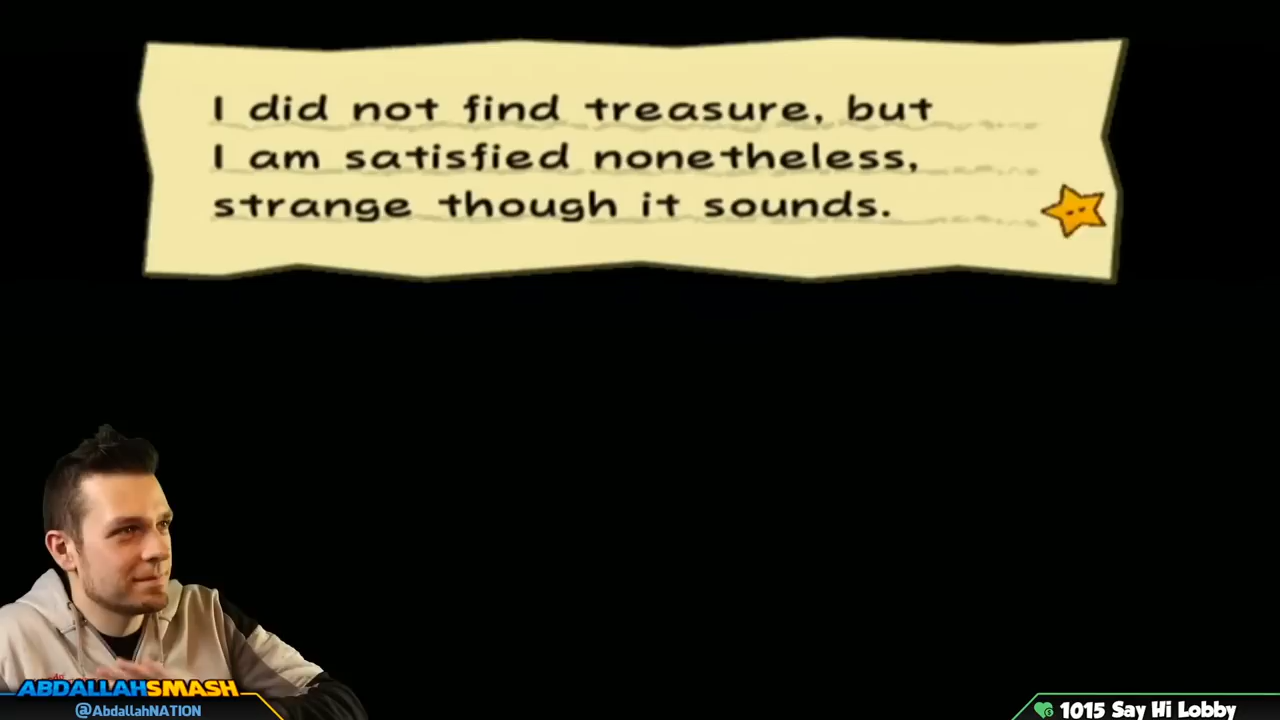 I did not find treasure, but
I am satisfied nonetheless,
strange though it sounds.
ABDALLAHSMASH
@AbdallahNATION
1015 Say Hi Lobby